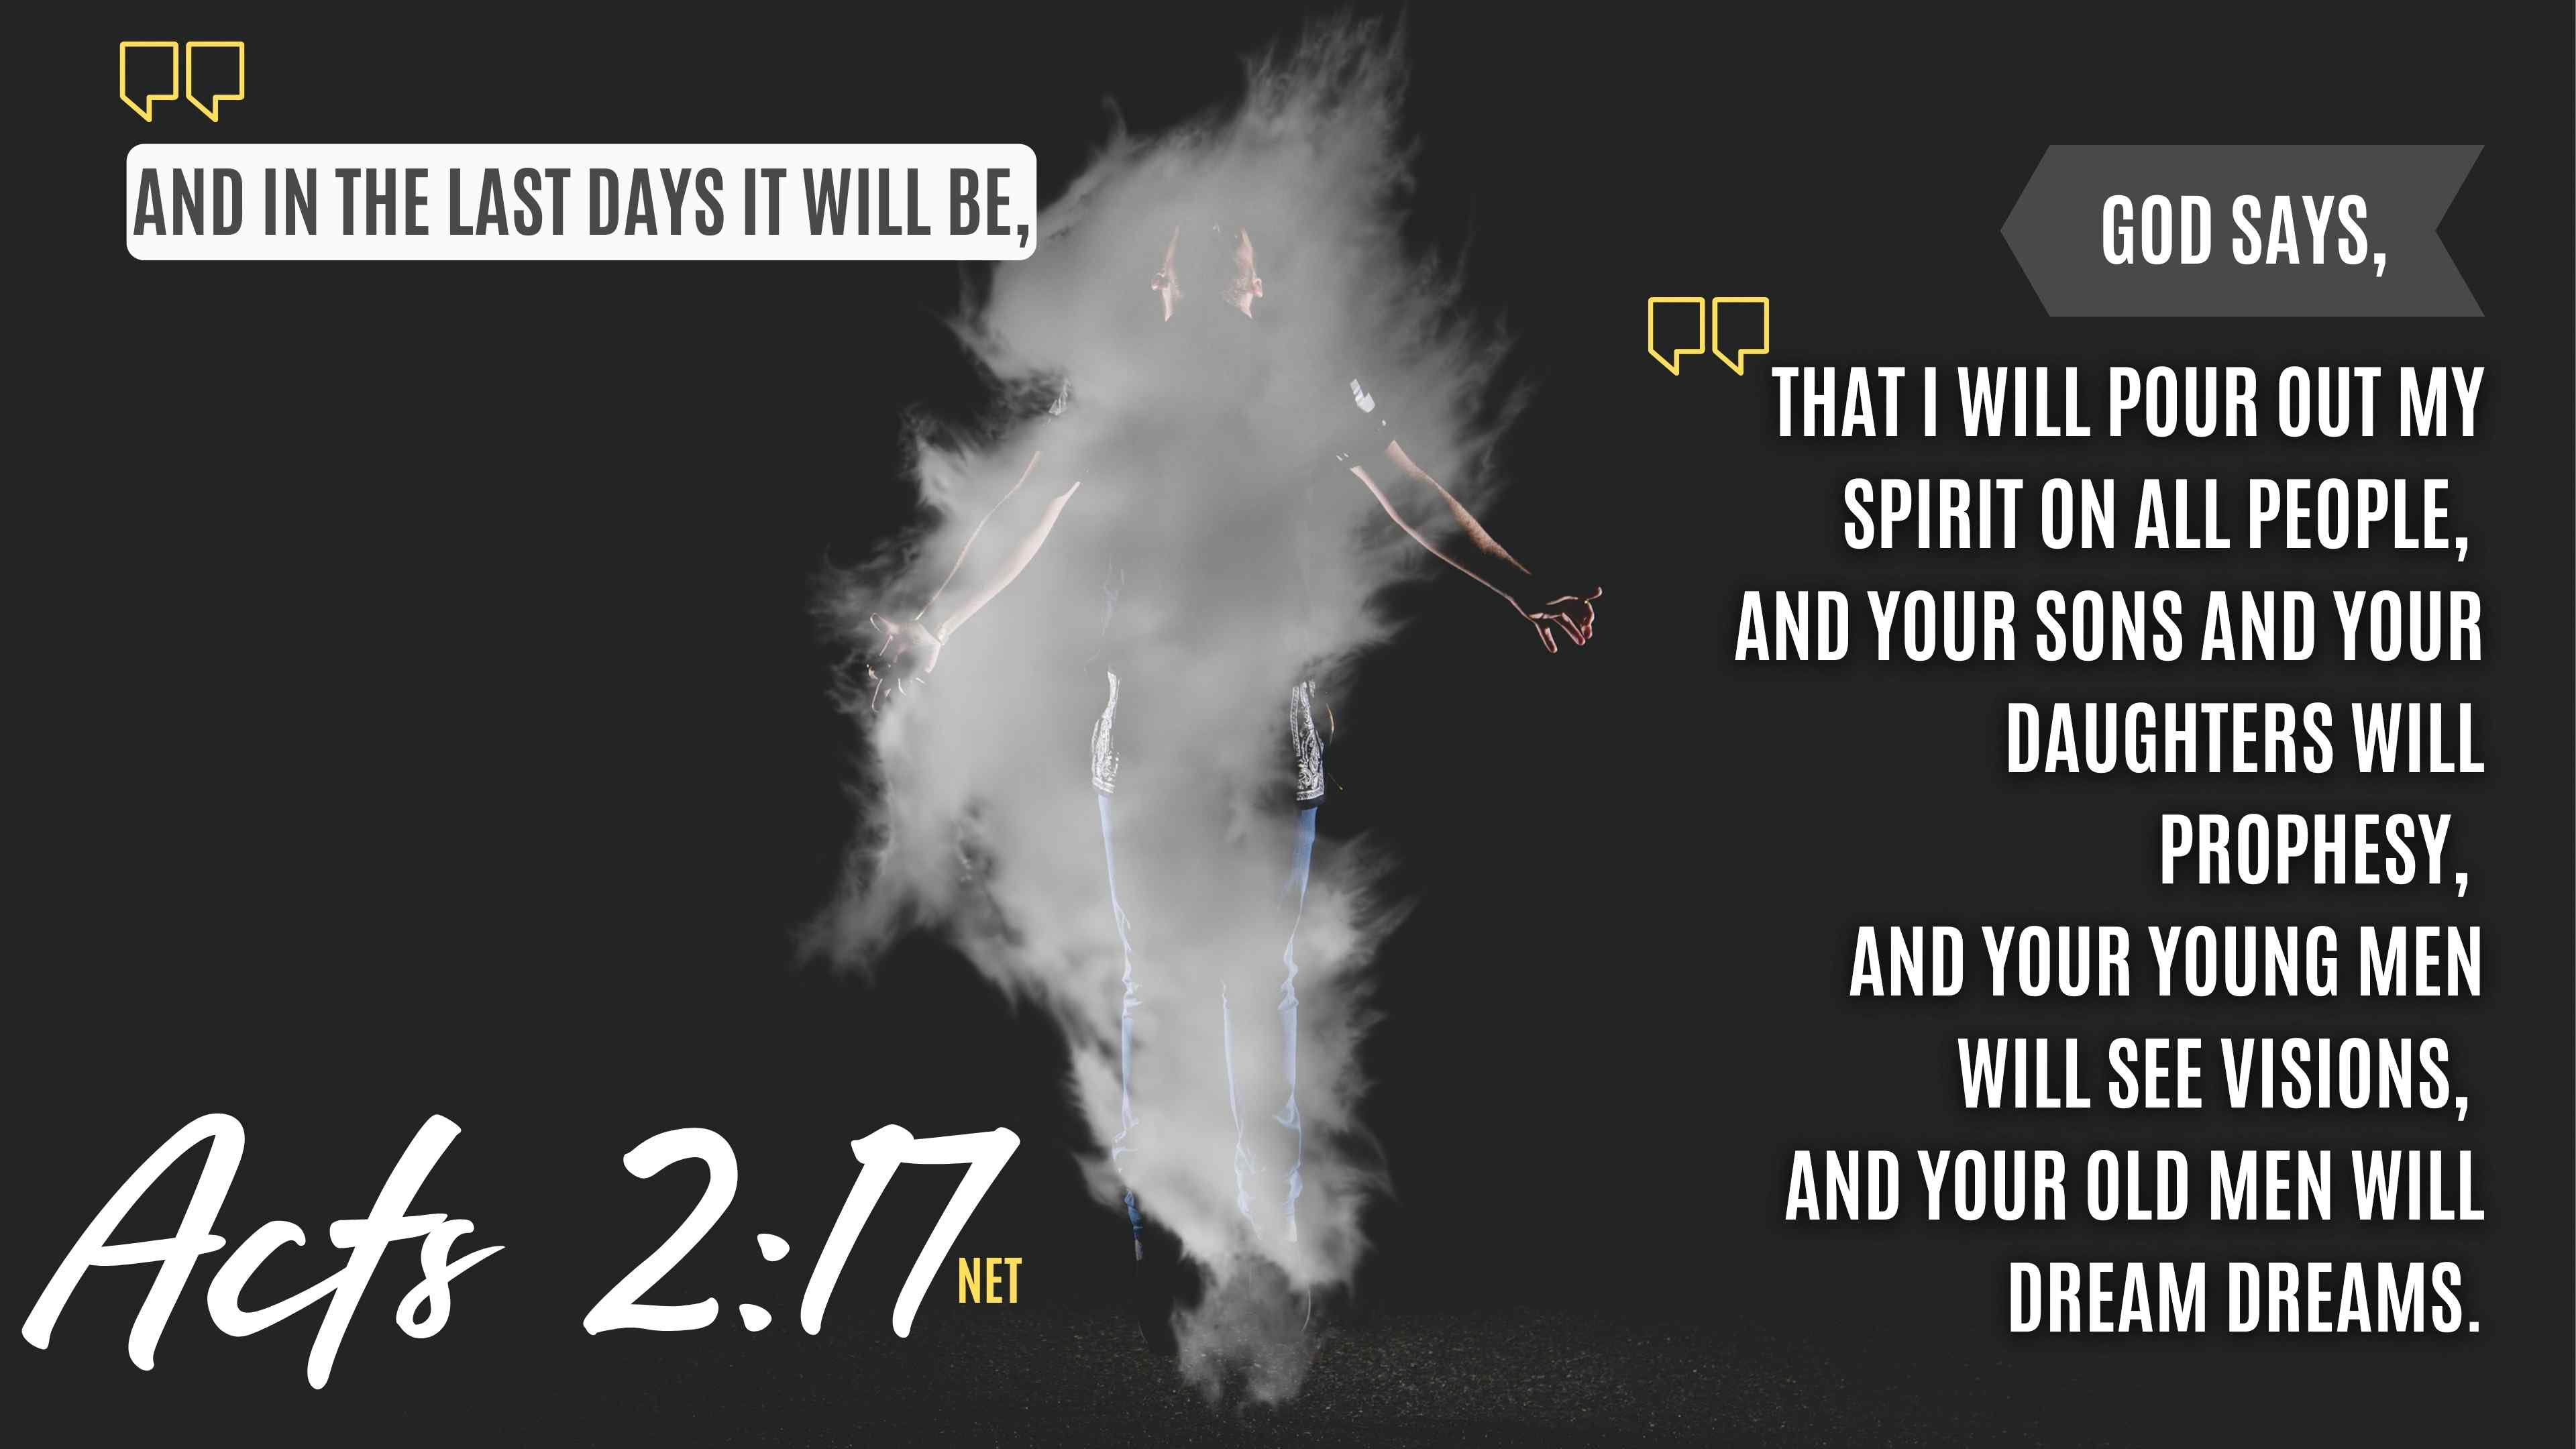 AND IN THE LAST DAYS IT WILL BE,
GOD SAYS,
THAT I WILL POUR OUT MY
SPIRIT ON ALL PEOPLE,
AND YOUR SONS AND YOUR
DAUGHTERS WILL
PROPHESY,
AND YOUR YOUNG MEN
WILL SEE VISIONS,
AND YOUR OLD MEN WILL
DREAM DREAMS.
Acts 2:17
NET